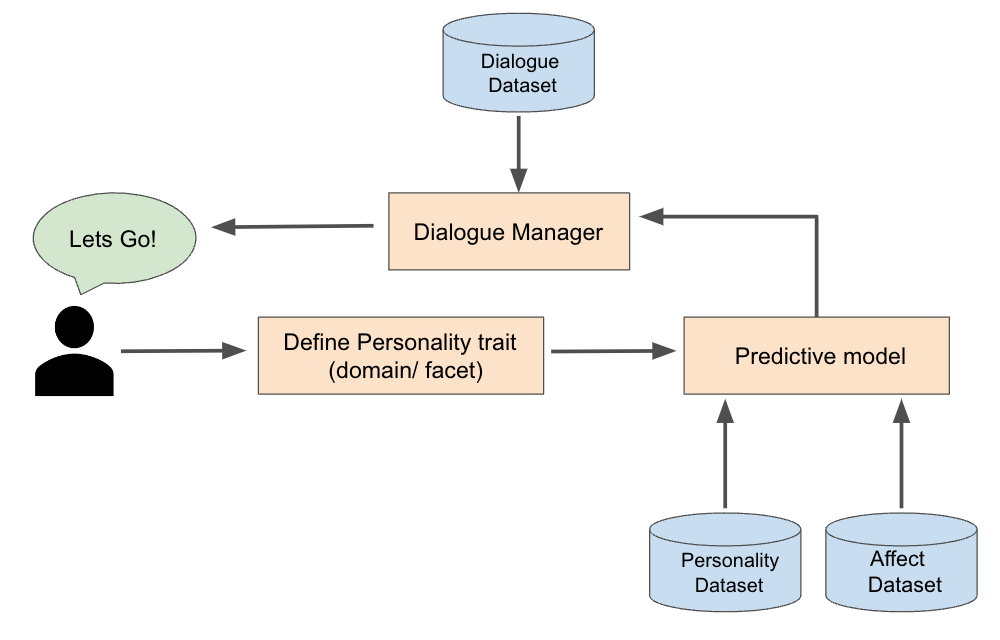 Dialogue
Dataset
Lets Go!
Dialogue Manager
Define Personality trait
(domain/ facet)
Predictive model
Personality
Dataset
Affect
Dataset